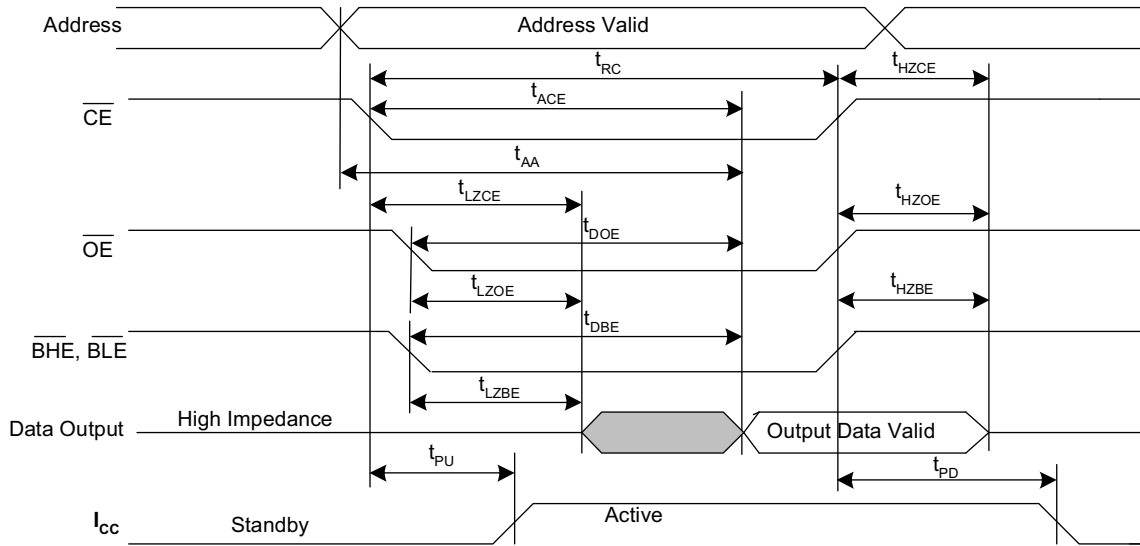 Address
Address Valid
tRC
tHZCE
tACE
CE
tAA
tLZCE
tHZOE
OE
tDOE
tLZOE
tHZBE
tDBE
BHE, BLE
tLZBE
Data Output
High Impedance
Output Data Valid
tPU
tPD
ICC
Standby
Active